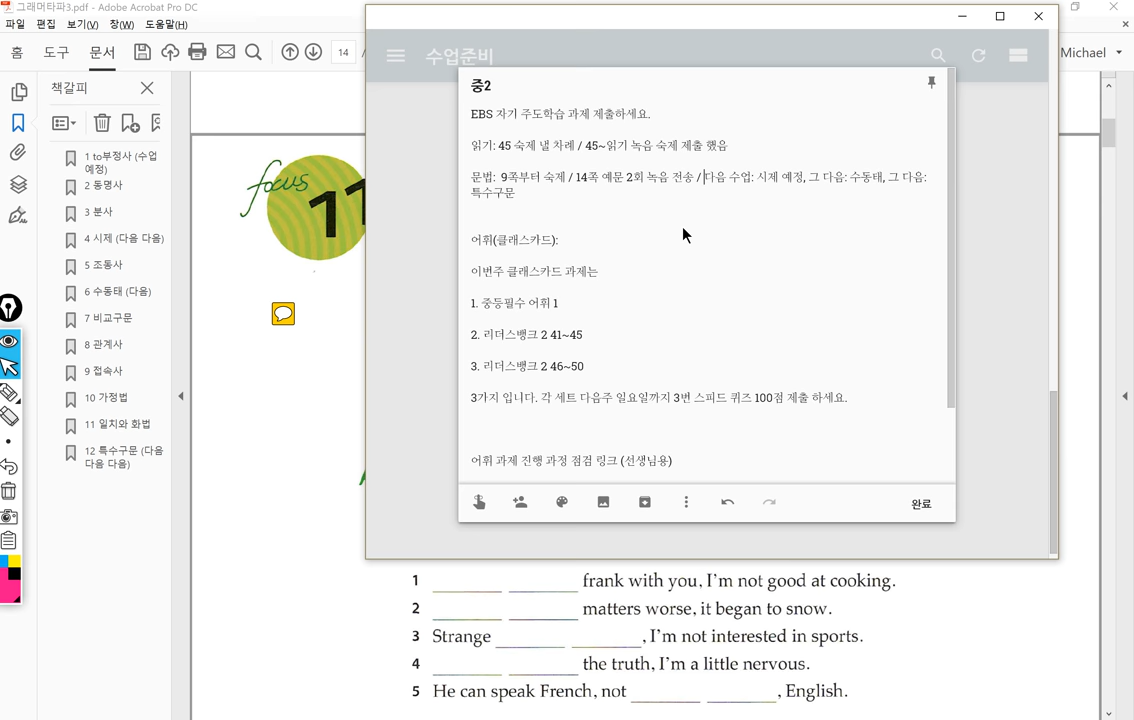 그래머타파3.pdf - Adobe Acrobat Pro DC
파일 편집 보기(V) 창(W) 도움말(H)
홈 도구 문서 14 /
Michael
책갈피
1 to부정사 (수업
예정)
2 동명사
3 분사
4 시제 (다음 다음)
5 조동사
6 수동태 (다음)
7 비교구문
8 관계사
9 접속사
10 가정법
11 일치와 화법
12 특수구문 (다음
다음 다음)
focus
11
수업준비
중2
EBS 자기 주도학습 과제 제출하세요.
읽기: 45 숙제 낼 차례 / 45~읽기 녹음 숙제 제출 했음
문법: 9쪽부터 숙제 / 14쪽 예문 2회 녹음 전송 / 다음 수업: 시제 예정, 그 다음: 수동태, 그 다음:
특수구문
어휘(클래스카드):
이번주 클래스카드 과제는
1. 중등필수 어휘 1
2. 리더스뱅크 2 41~45
3. 리더스뱅크 2 46~50
3가지 입니다. 각 세트 다음주 일요일까지 3번 스피드 퀴즈 100점 제출 하세요.
어휘 과제 진행 과정 점검 링크 (선생님용)
완료
1 ______ ______ frank with you, I'm not good at cooking.
2 ______ ______ matters worse, it began to snow.
3 Strange ______ ______, I'm not interested in sports.
4 ______ ______ the truth, I'm a little nervous.
5 He can speak French, not ______ ______, English.